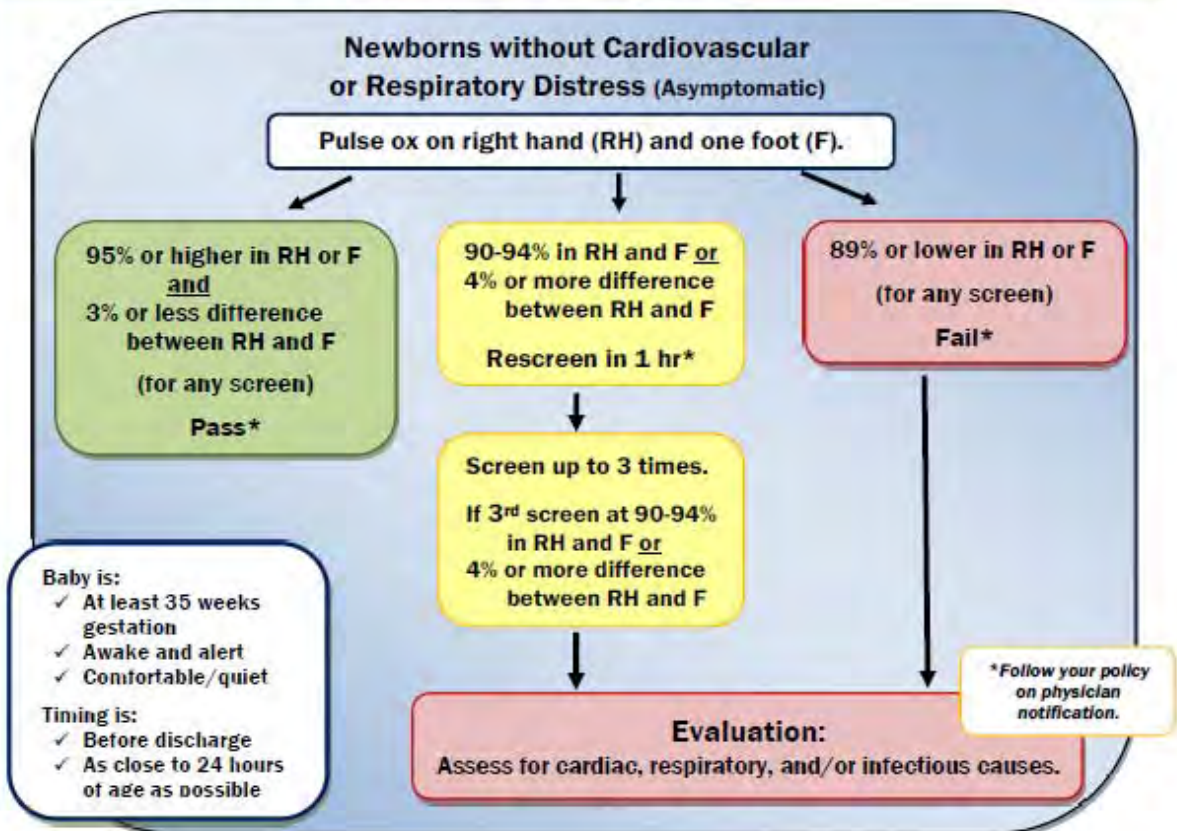 Newborns without Cardiovascular
or Respiratory Distress (Asymptomatic)
Pulse ox on right hand (RH) and one foot (F).
95% or higher in RH or F
and
3% or less difference
between RH and F
(for any screen)
Pass*
90-94% in RH and F or
4% or more difference
between RH and F
Rescreen in 1 hr*
89% or lower in RH or F
(for any screen)
Fail*
Screen up to 3 times.
If 3rd screen at 90-94%
in RH and F or
4% or more difference
between RH and F
Baby is:
✓ At least 35 weeks
gestation
✓ Awake and alert
✓ Comfortable/quiet
Timing is:
✓ Before discharge
✓ As close to 24 hours
of age as possible
*Follow your policy
on physician
notification.
Evaluation:
Assess for cardiac, respiratory, and/or infectious causes.